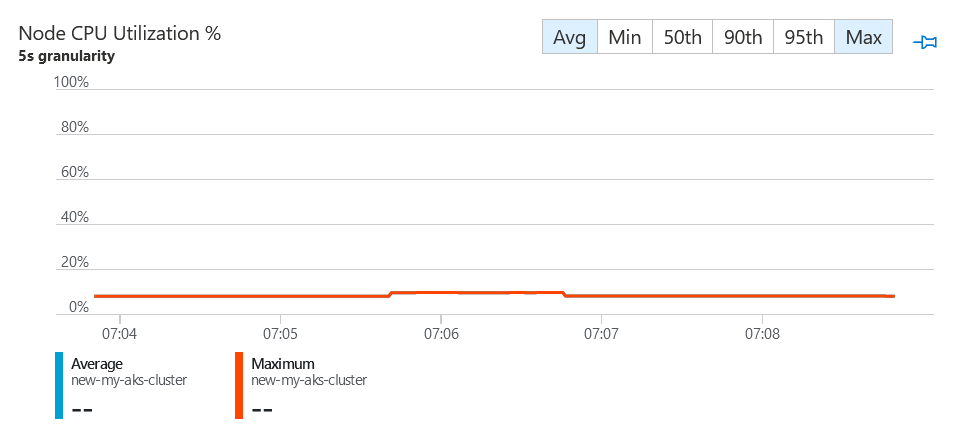 Node CPU Utilization %
5s granularity
Avg Min 50th 90th 95th Max
100%
80%
60%
40%
20%
0%
07:04 07:05 07:06 07:07 07:08
Average
new-my-aks-cluster
--
Maximum
new-my-aks-cluster
--